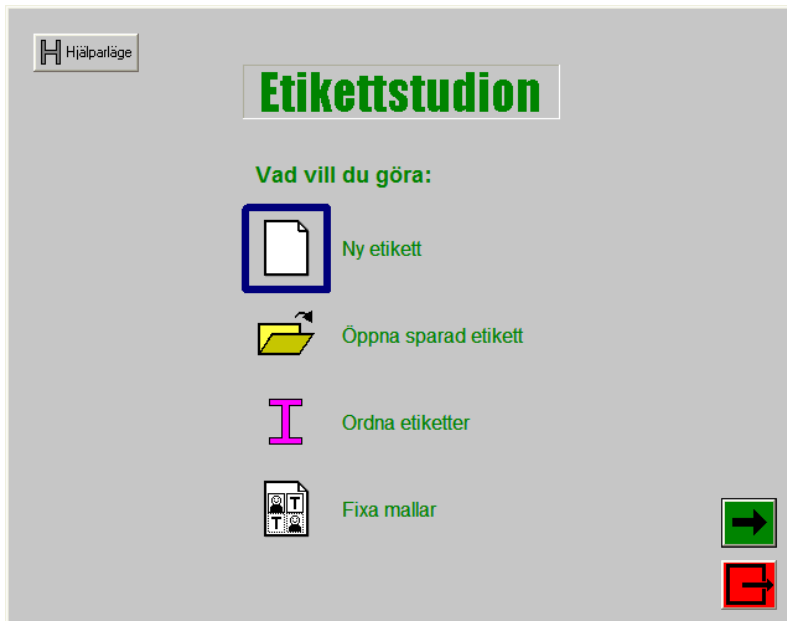 Hjälparläge
Etikettstudion
Vad vill du göra:
Ny etikett
Öppna sparad etikett
Ordna etiketter
Fixa mallar